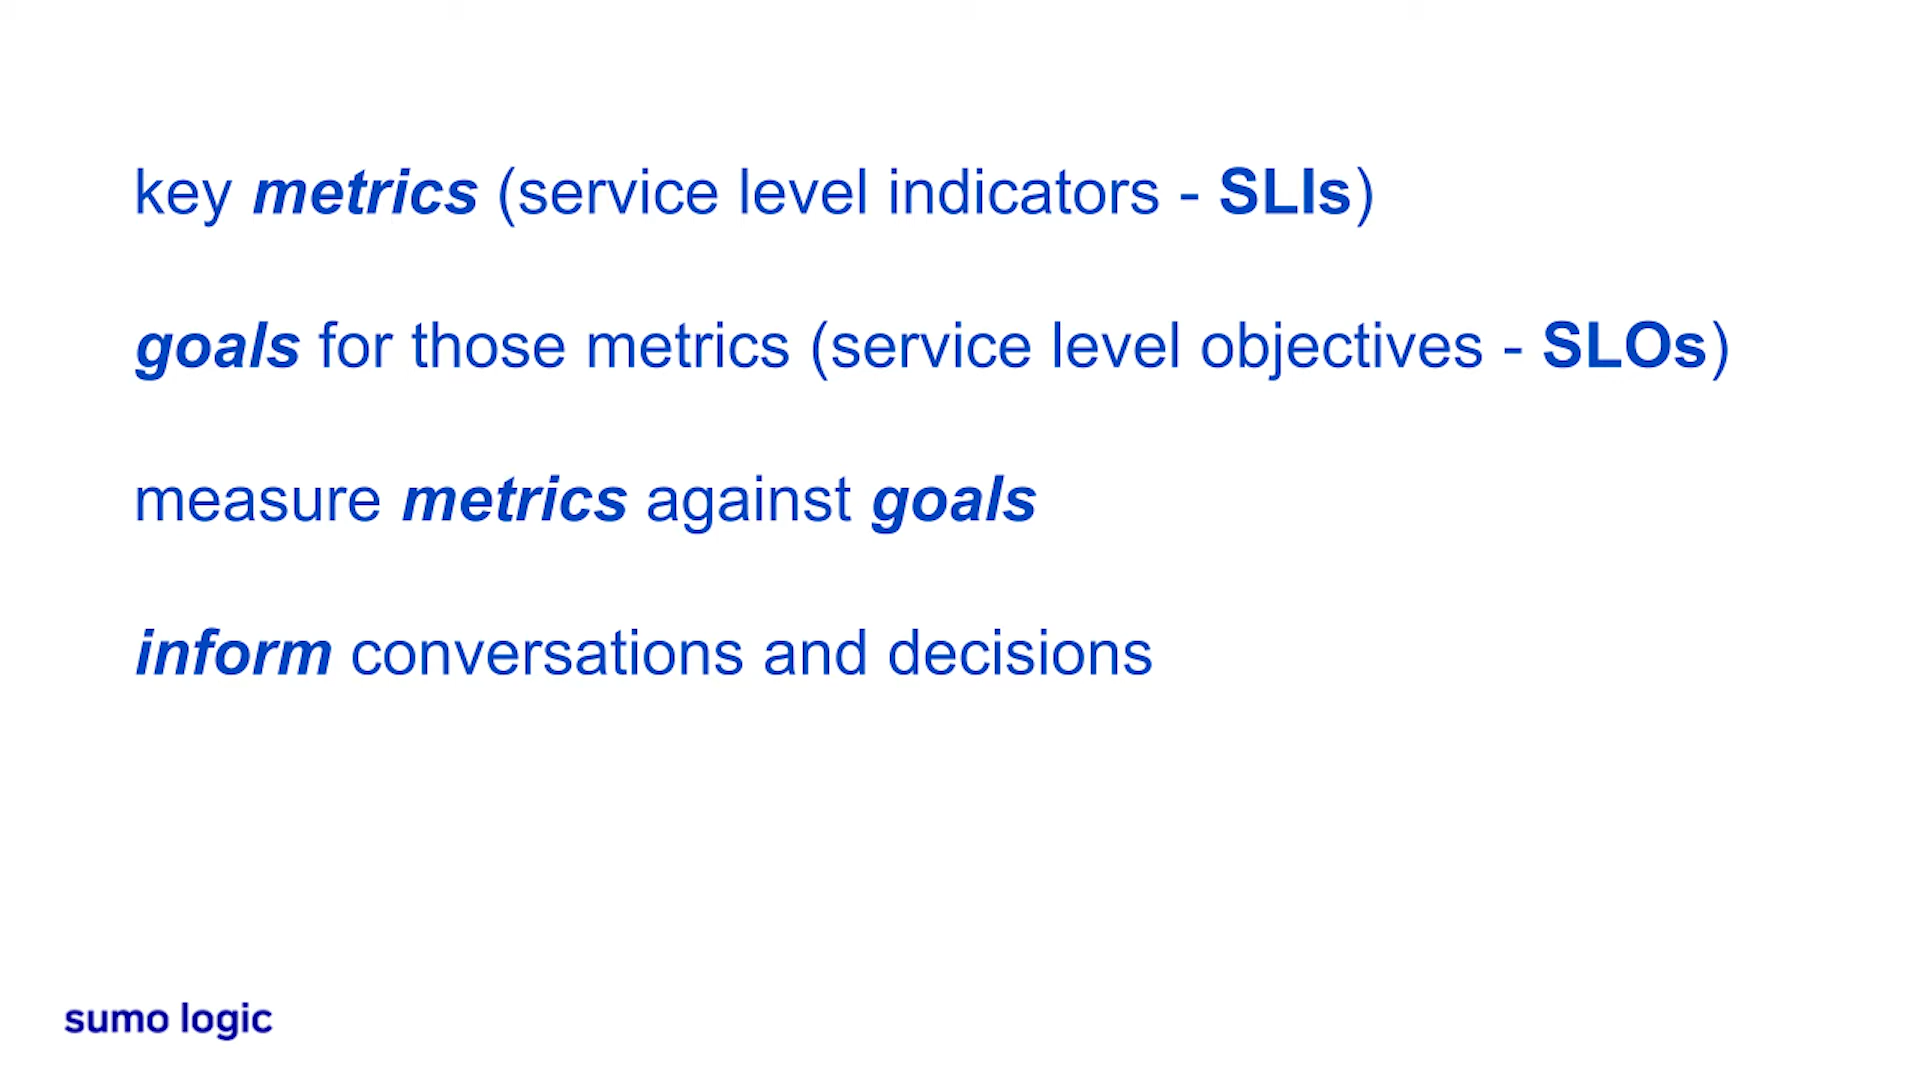 key metrics (service level indicators - SLIs)
goals for those metrics (service level objectives - SLOs)
measure metrics against goals
inform conversations and decisions
sumo logic